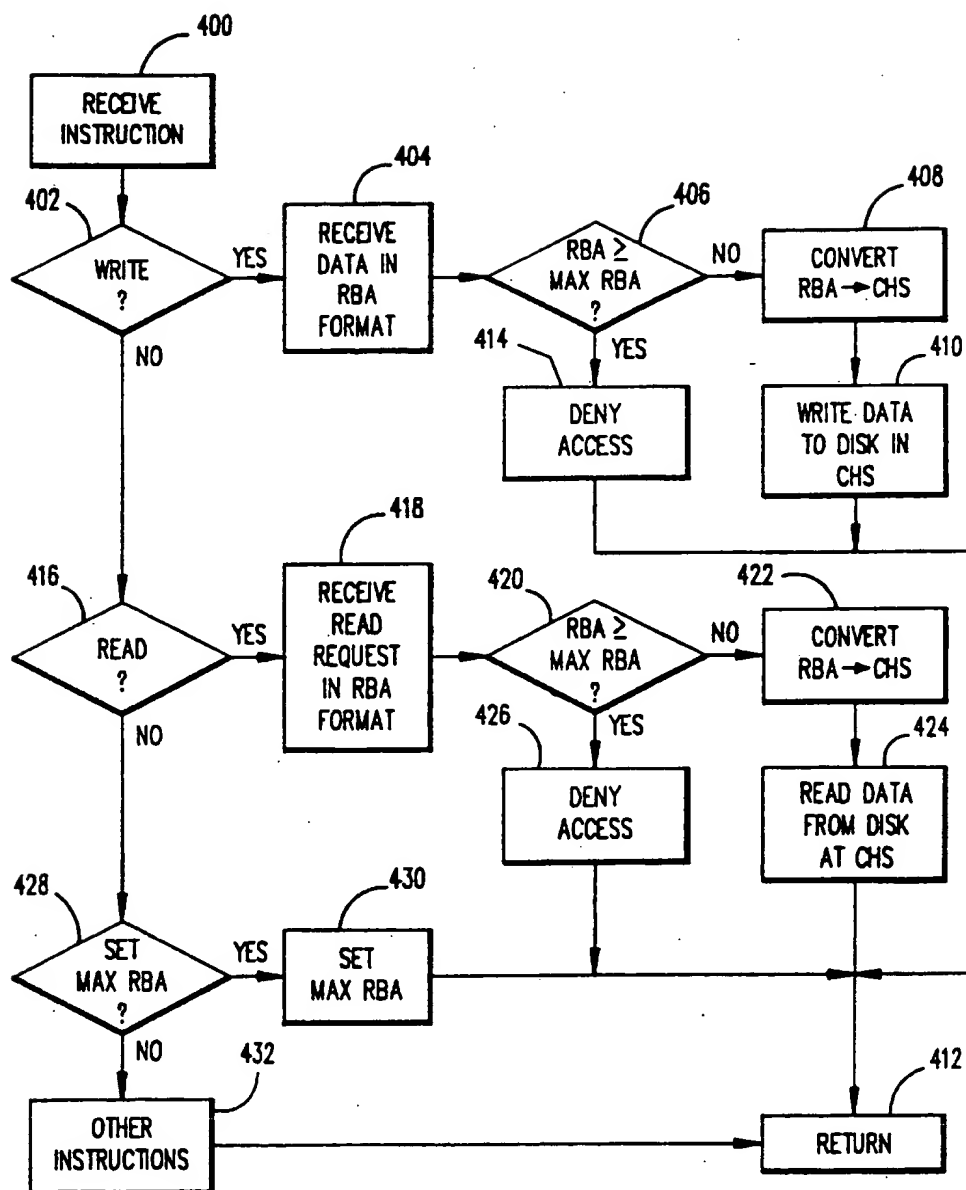 400
RECEIVE
INSTRUCTION
402
WRITE
?
YES
NO
404
RECEIVE
DATA IN
RBA
FORMAT
406
RBA ≥
MAX RBA
?
NO
YES
408
CONVERT
RBA→CHS
414
DENY
ACCESS
410
WRITE DATA
TO DISK IN
CHS
416
READ
?
YES
NO
418
RECEIVE
READ
REQUEST
IN RBA
FORMAT
420
RBA ≥
MAX RBA
?
NO
YES
422
CONVERT
RBA→CHS
426
DENY
ACCESS
424
READ DATA
FROM DISK
AT CHS
428
SET
MAX RBA
?
YES
NO
430
SET
MAX RBA
432
OTHER
INSTRUCTIONS
412
RETURN